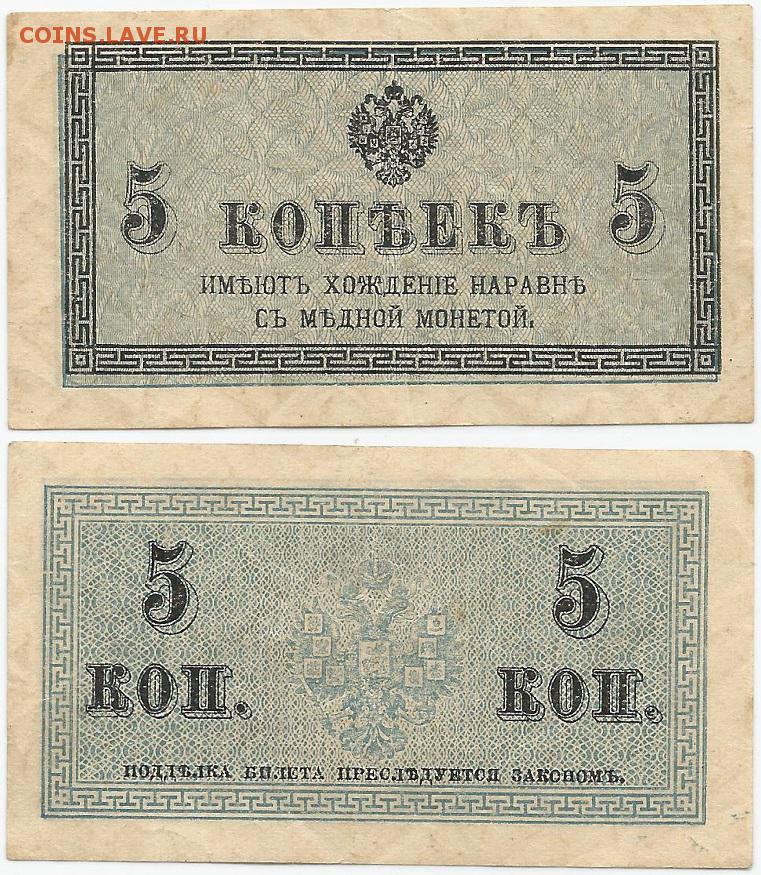 COINS.LAVE.RU
5 КОПѢЕКЪ 5
ИМѢЮТЪ ХОЖДЕНІЕ НАРАВНѢ
СЪ МѢДНОЙ МОНЕТОЙ.
5 5
КОП. КОП.
ПОДДѢЛКА БИЛЕТА ПРЕСЛѢДУЕТСЯ ЗАКОНОМЪ.